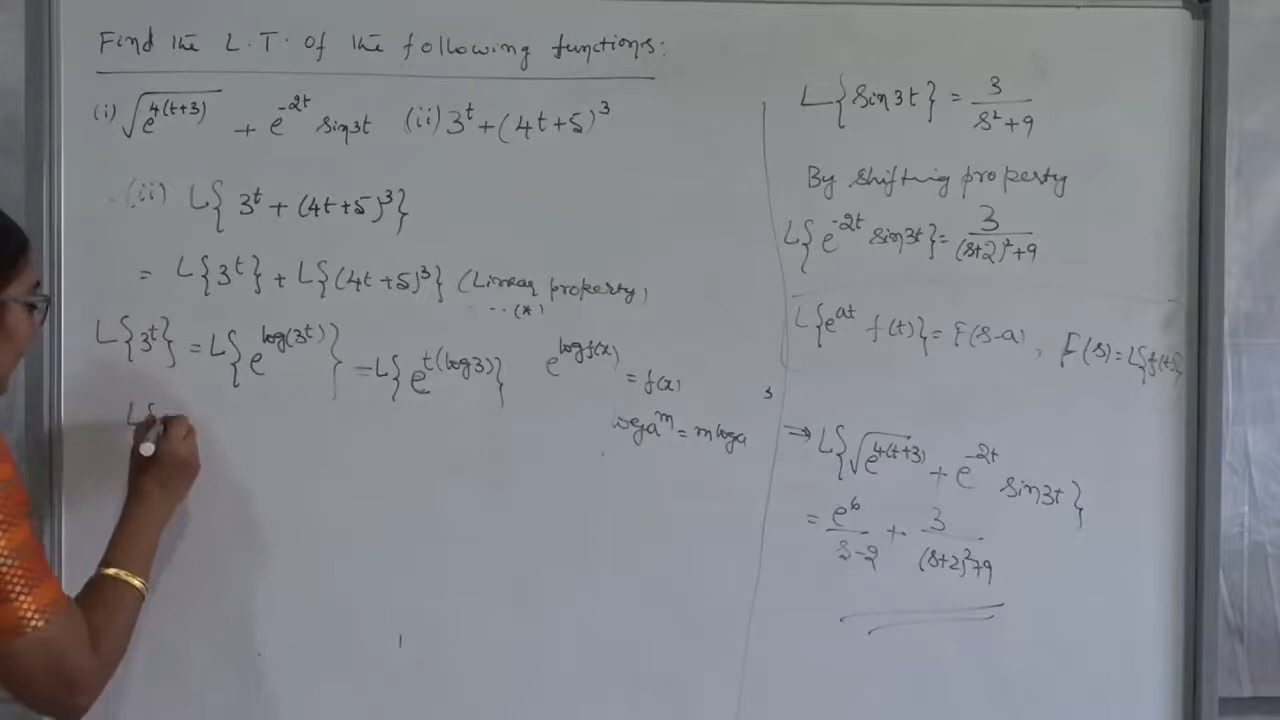 Find the L.T. of the following functions:
(i) √e^{4(t+3)} + e^{-2t} sin3t (ii) 3^t + (4t+5)^3
(ii) L{3^t + (4t+5)^3}
= L{3^t} + L{(4t+5)^3} (Linear property)
..(*)
L{3^t} = L{e^{log(3^t)}} = L{e^{t(log3)}} e^{logf(x)} = f(x)
log a^m = m log a
L{
L{sin3t} = 3/(s^2+9)
By shifting property
L{e^{-2t} sin3t} = 3/((s+2)^2+9)
L{e^{at} f(t)} = F(s-a), F(s) = L{f(t)}
⇒ L{√e^{4(t+3)} + e^{-2t} sin3t}
= e^6/(s-2) + 3/((s+2)^2+9)